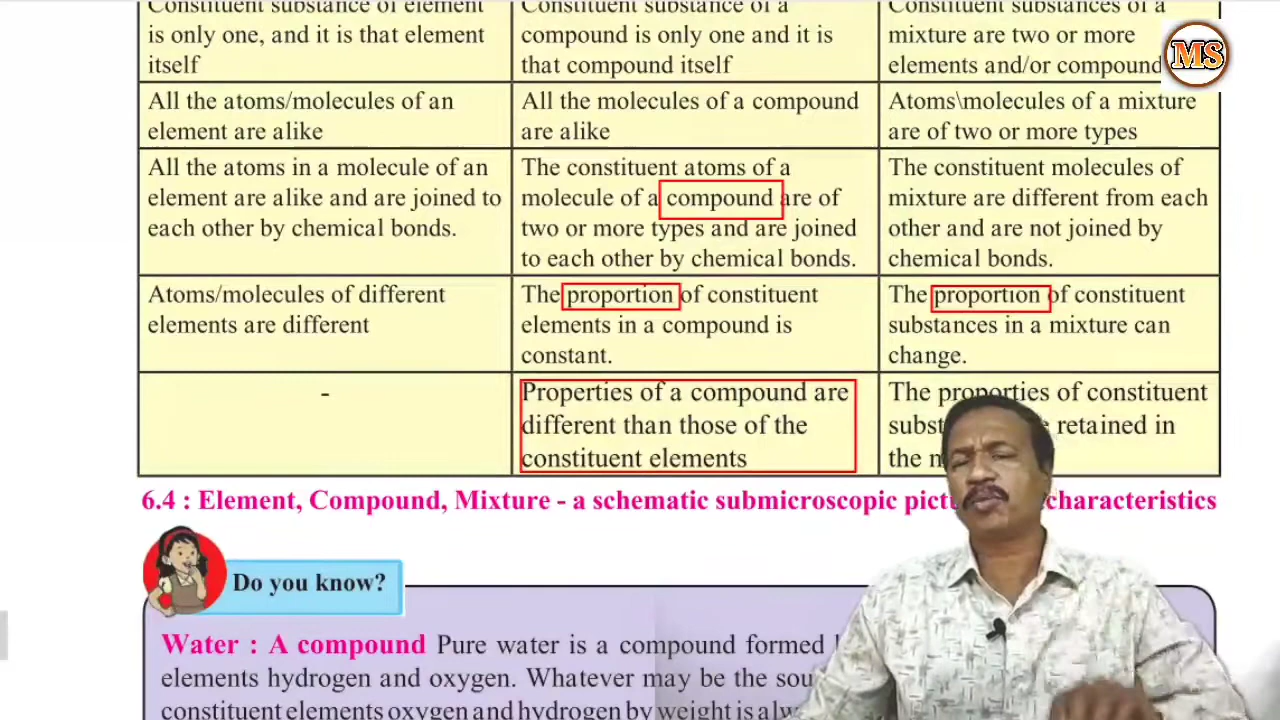 Constituent substance of element
is only one, and it is that element
itself
Constituent substance of a
compound is only one and it is
that compound itself
Constituent substances of a
mixture are two or more
elements and/or compound
MS
All the atoms/molecules of an
element are alike
All the molecules of a compound
are alike
Atoms\molecules of a mixture
are of two or more types
All the atoms in a molecule of an
element are alike and are joined to
each other by chemical bonds.
The constituent atoms of a
molecule of a compound are of
two or more types and are joined
to each other by chemical bonds.
The constituent molecules of
mixture are different from each
other and are not joined by
chemical bonds.
Atoms/molecules of different
elements are different
The proportion of constituent
elements in a compound is
constant.
The proportion of constituent
substances in a mixture can
change.
-
Properties of a compound are
different than those of the
constituent elements
The properties of constituent
retained in
the
6.4 : Element, Compound, Mixture - a schematic submicroscopic characteristics
Do you know?
Water : A compound Pure water is a compound formed
elements hydrogen and oxygen. Whatever may be the
constituent elements oxygen and hydrogen by weight is